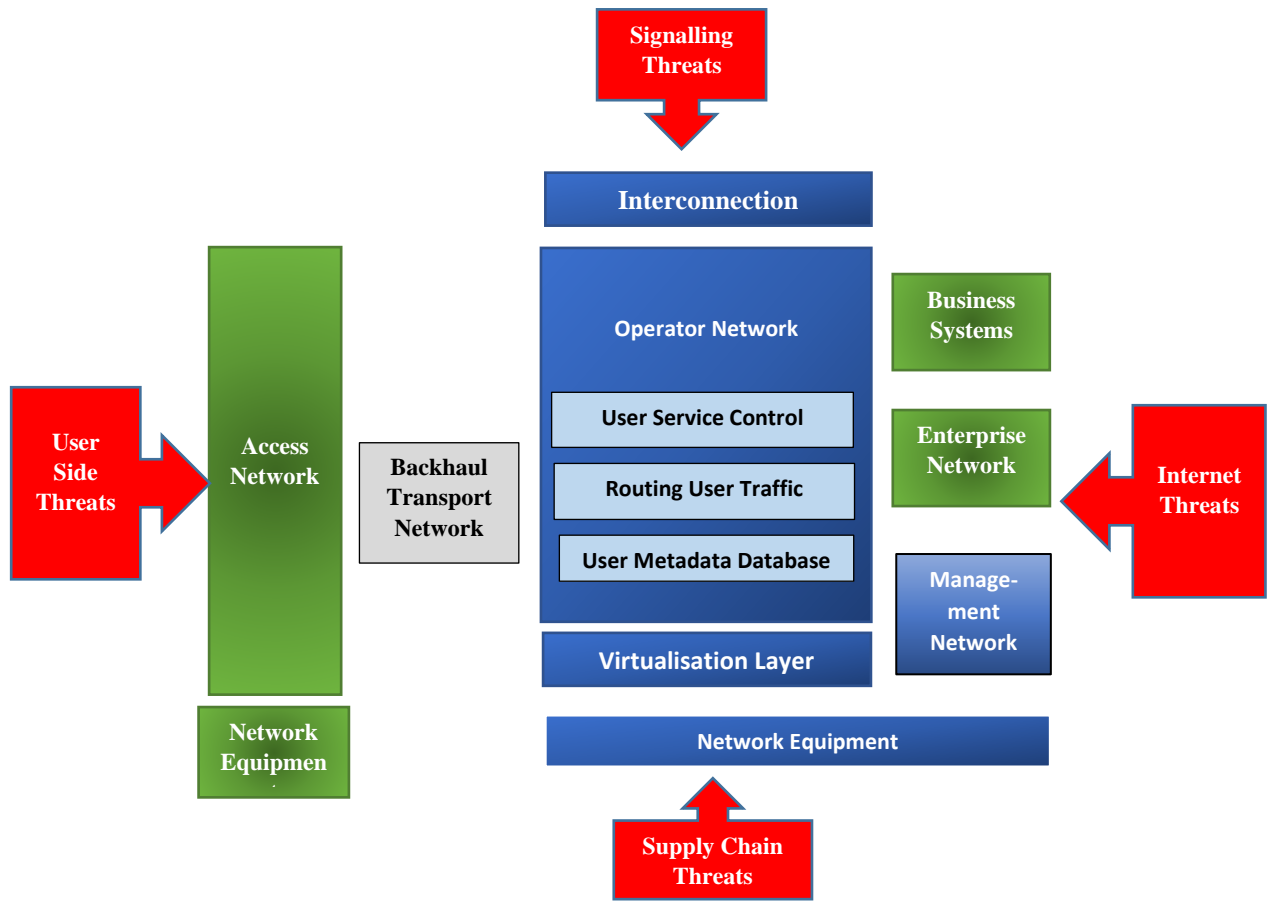 Signalling
Threats
Interconnection
Operator Network
User Service Control
Routing User Traffic
User Metadata Database
Virtualisation Layer
Network Equipment
Supply Chain
Threats
User
Side
Threats
Access
Network
Network
Equipmen
Backhaul
Transport
Network
Business
Systems
Enterprise
Network
Manage-
ment
Network
Internet
Threats